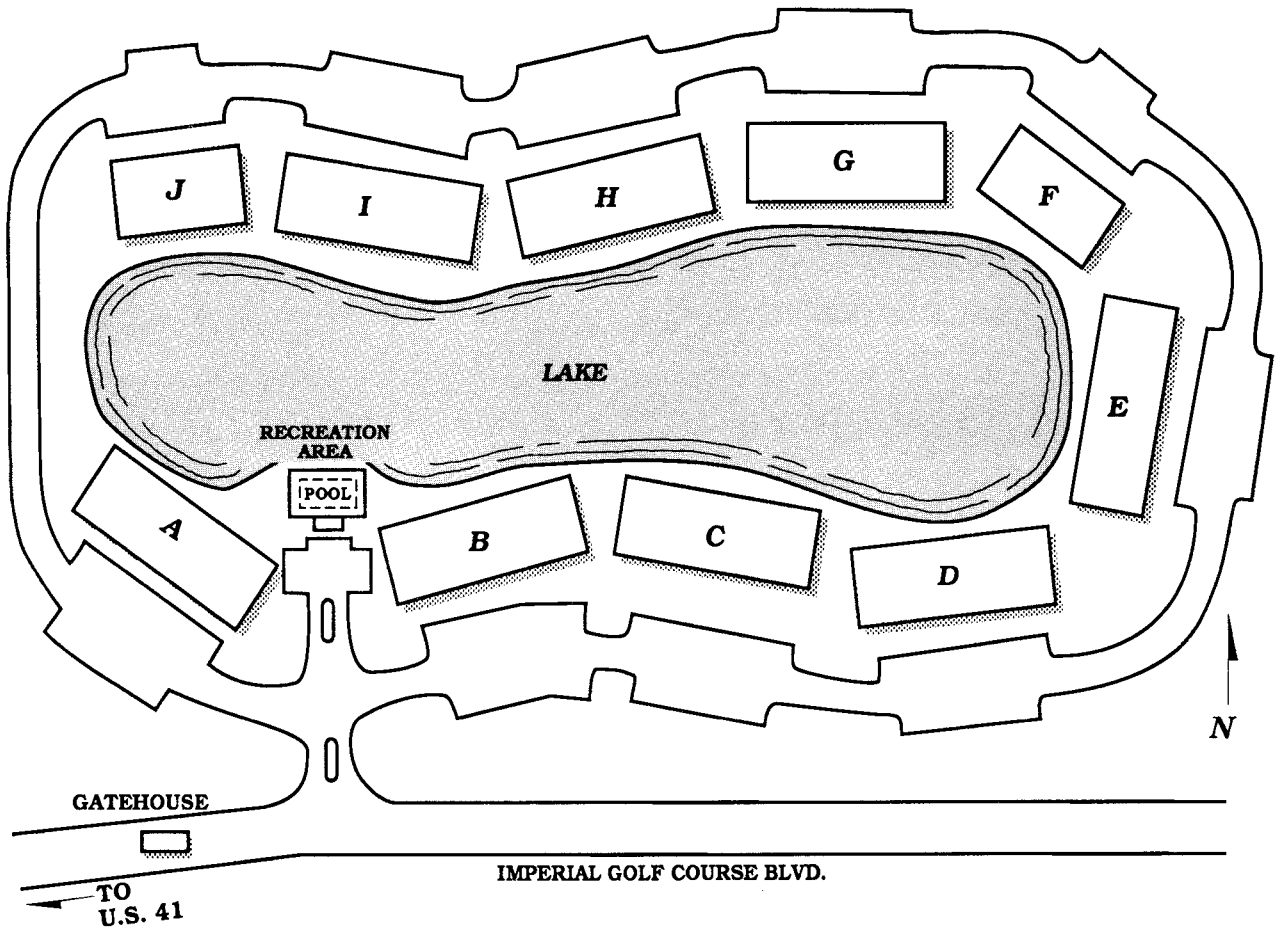 G
J
I
H
F
LAKE
E
RECREATION
AREA
POOL
A
B
C
D
N
GATEHOUSE
IMPERIAL GOLF COURSE BLVD.
TO
U.S. 41